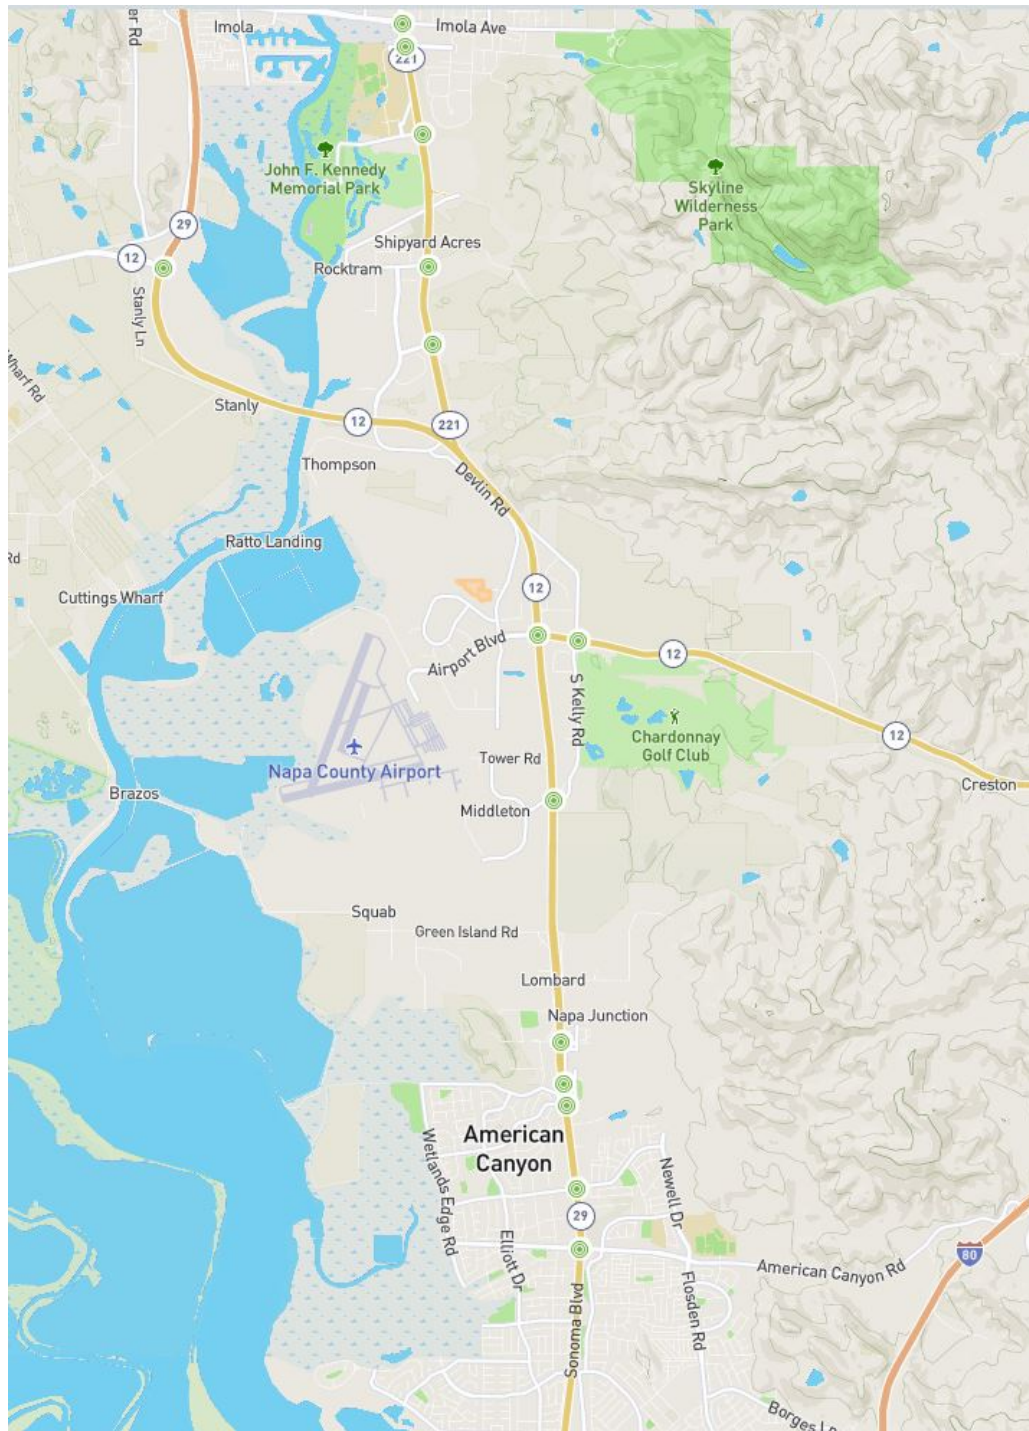 er Rd
Imola
Imola Ave
221
John F. Kennedy
Memorial Park
Skyline
Wilderness
Park
29
12
Shipyard Acres
Rocktram
Stanly Ln
Wharf Rd
Stanly
12
221
Thompson
Devlin Rd
Ratto Landing
Rd
Cuttings Wharf
12
Airport Blvd
12
S Kelly Rd
Chardonnay
Golf Club
12
Tower Rd
Napa County Airport
Creston
Brazos
Middleton
Squab
Green Island Rd
Lombard
Napa Junction
American
Canyon
Wetlands Edge Rd
Newell Dr
29
Elliott Dr
80
American Canyon Rd
Flosden Rd
Sonoma Blvd
Borges